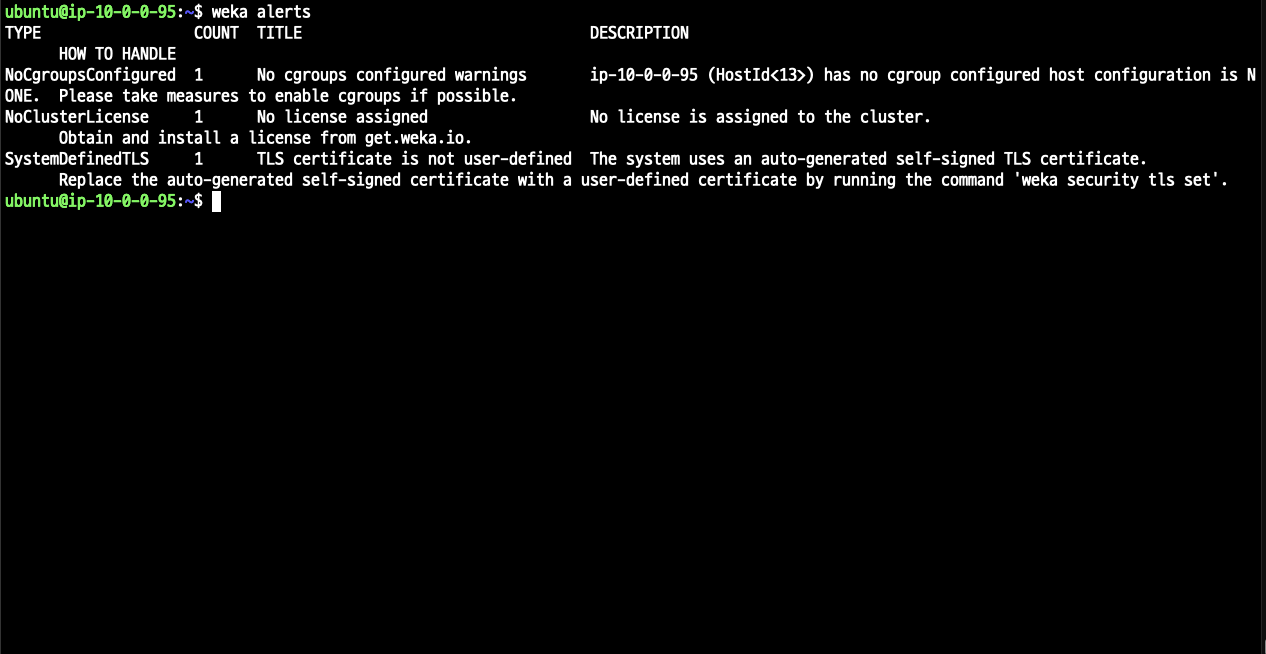 ubuntu@ip-10-0-0-95:~$ weka alerts
TYPE                 COUNT  TITLE                                DESCRIPTION
      HOW TO HANDLE
NoCgroupsConfigured  1      No cgroups configured warnings       ip-10-0-0-95 (HostId<13>) has no cgroup configured host configuration is N
ONE.  Please take measures to enable cgroups if possible.
NoClusterLicense     1      No license assigned                  No license is assigned to the cluster.
      Obtain and install a license from get.weka.io.
SystemDefinedTLS     1      TLS certificate is not user-defined  The system uses an auto-generated self-signed TLS certificate.
      Replace the auto-generated self-signed certificate with a user-defined certificate by running the command 'weka security tls set'.
ubuntu@ip-10-0-0-95:~$